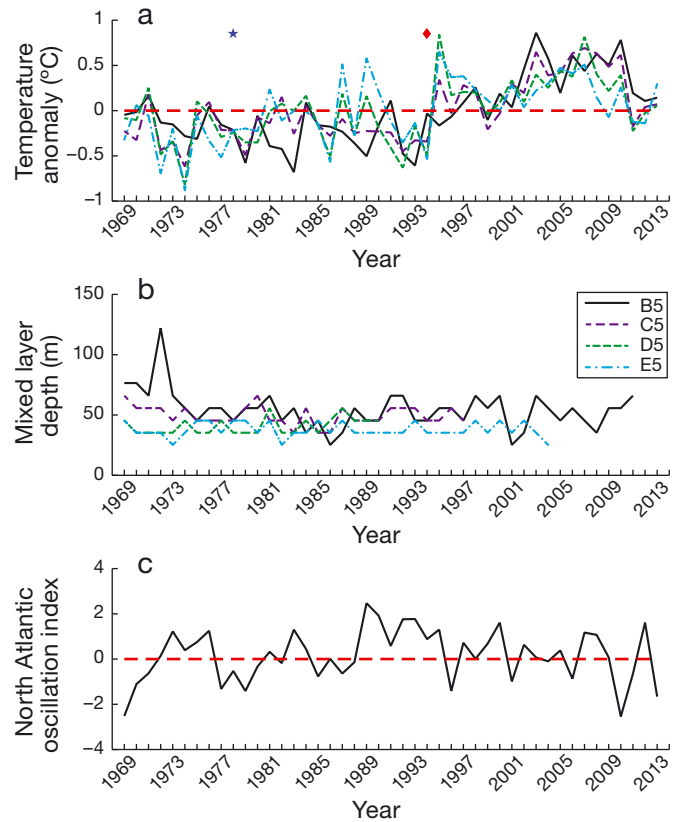 a
Temperature
anomaly (ºC)
1
0.5
0
−0.5
−1
1969 1973 1977 1981 1985 1989 1993 1997 2001 2005 2009 2013
Year
b
Mixed layer
depth (m)
150
100
50
0
B5
C5
D5
E5
1969 1973 1977 1981 1985 1989 1993 1997 2001 2005 2009 2013
Year
c
North Atlantic
oscillation index
4
2
0
−2
−4
1969 1973 1977 1981 1985 1989 1993 1997 2001 2005 2009 2013
Year